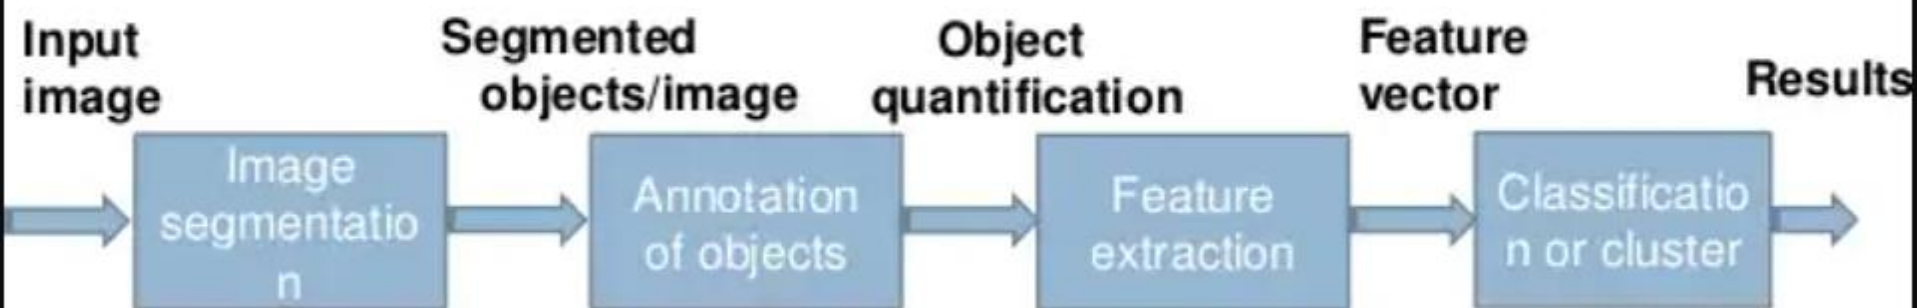 Input
image
Segmented
objects/image
Object
quantification
Feature
vector
Results
Image
segmentatio
n
Annotation
of objects
Feature
extraction
Classificatio
n or cluster